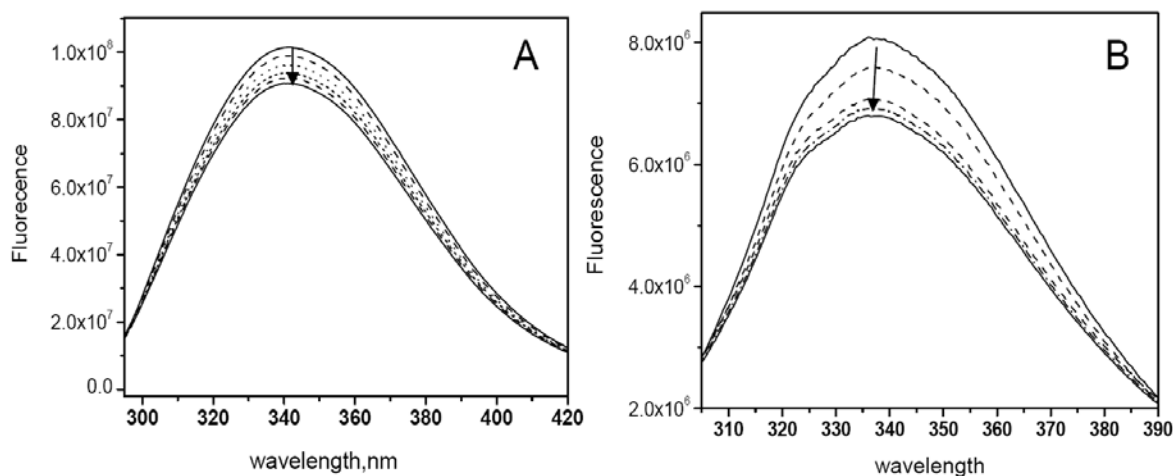 A
Fluorecence
1.0x10⁸
8.0x10⁷
6.0x10⁷
4.0x10⁷
2.0x10⁷
0.0
300 320 340 360 380 400 420
wavelength,nm
B
Fluorescence
8.0x10⁶
6.0x10⁶
4.0x10⁶
2.0x10⁶
310 320 330 340 350 360 370 380 390
wavelength